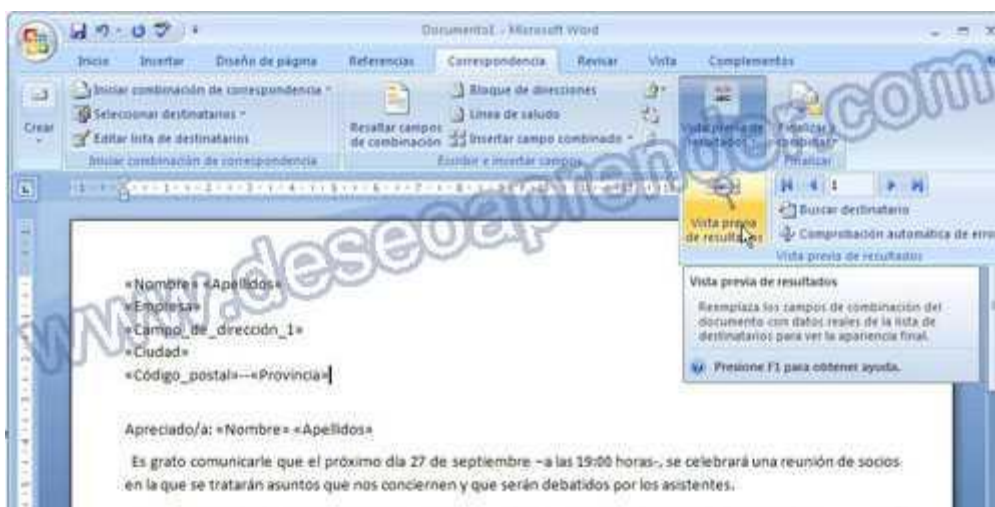 Documento1 - Microsoft Word
Inicio Insertar Diseño de página Referencias Correspondencia Revisar Vista Complementos
Crear
Iniciar combinación de correspondencia
Seleccionar destinatarios
Editar lista de destinatarios
Iniciar combinación de correspondencia
Resaltar campos de combinación
Bloque de direcciones
Línea de saludo
Insertar campo combinado
Escribir e insertar campos
Vista previa de resultados
Finalizar y combinar
Finalizar
1
Vista previa de resultados
Buscar destinatario
Comprobación automática de erro
Vista previa de resultados
Vista previa de resultados
Reemplaza los campos de combinación del
documento con datos reales de la lista de
destinatarios para ver la apariencia final.
Presione F1 para obtener ayuda.
«Nombre» «Apellidos»
«Empresa»
«Campo_de_dirección_1»
«Ciudad»
«Código_postal»--«Provincia»
Apreciado/a: «Nombre» «Apellidos»
Es grato comunicarle que el próximo día 27 de septiembre –a las 19:00 horas-, se celebrará una reunión de socios
en la que se tratarán asuntos que nos conciernen y que serán debatidos por los asistentes.
www.deseoaprender.com